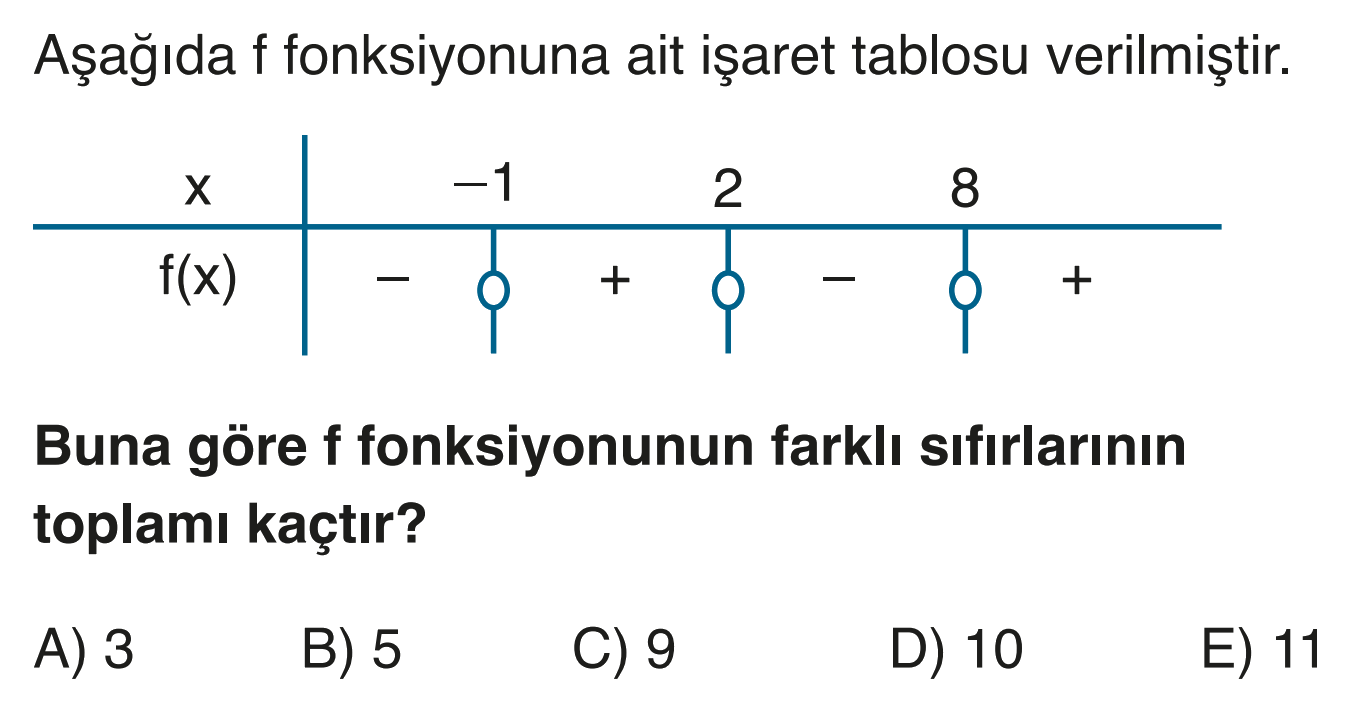 Aşağıda f fonksiyonuna ait işaret tablosu verilmiştir.
x −1 2 8
f(x) − + − +
Buna göre f fonksiyonunun farklı sıfırlarının
toplamı kaçtır?
A) 3 B) 5 C) 9 D) 10 E) 11